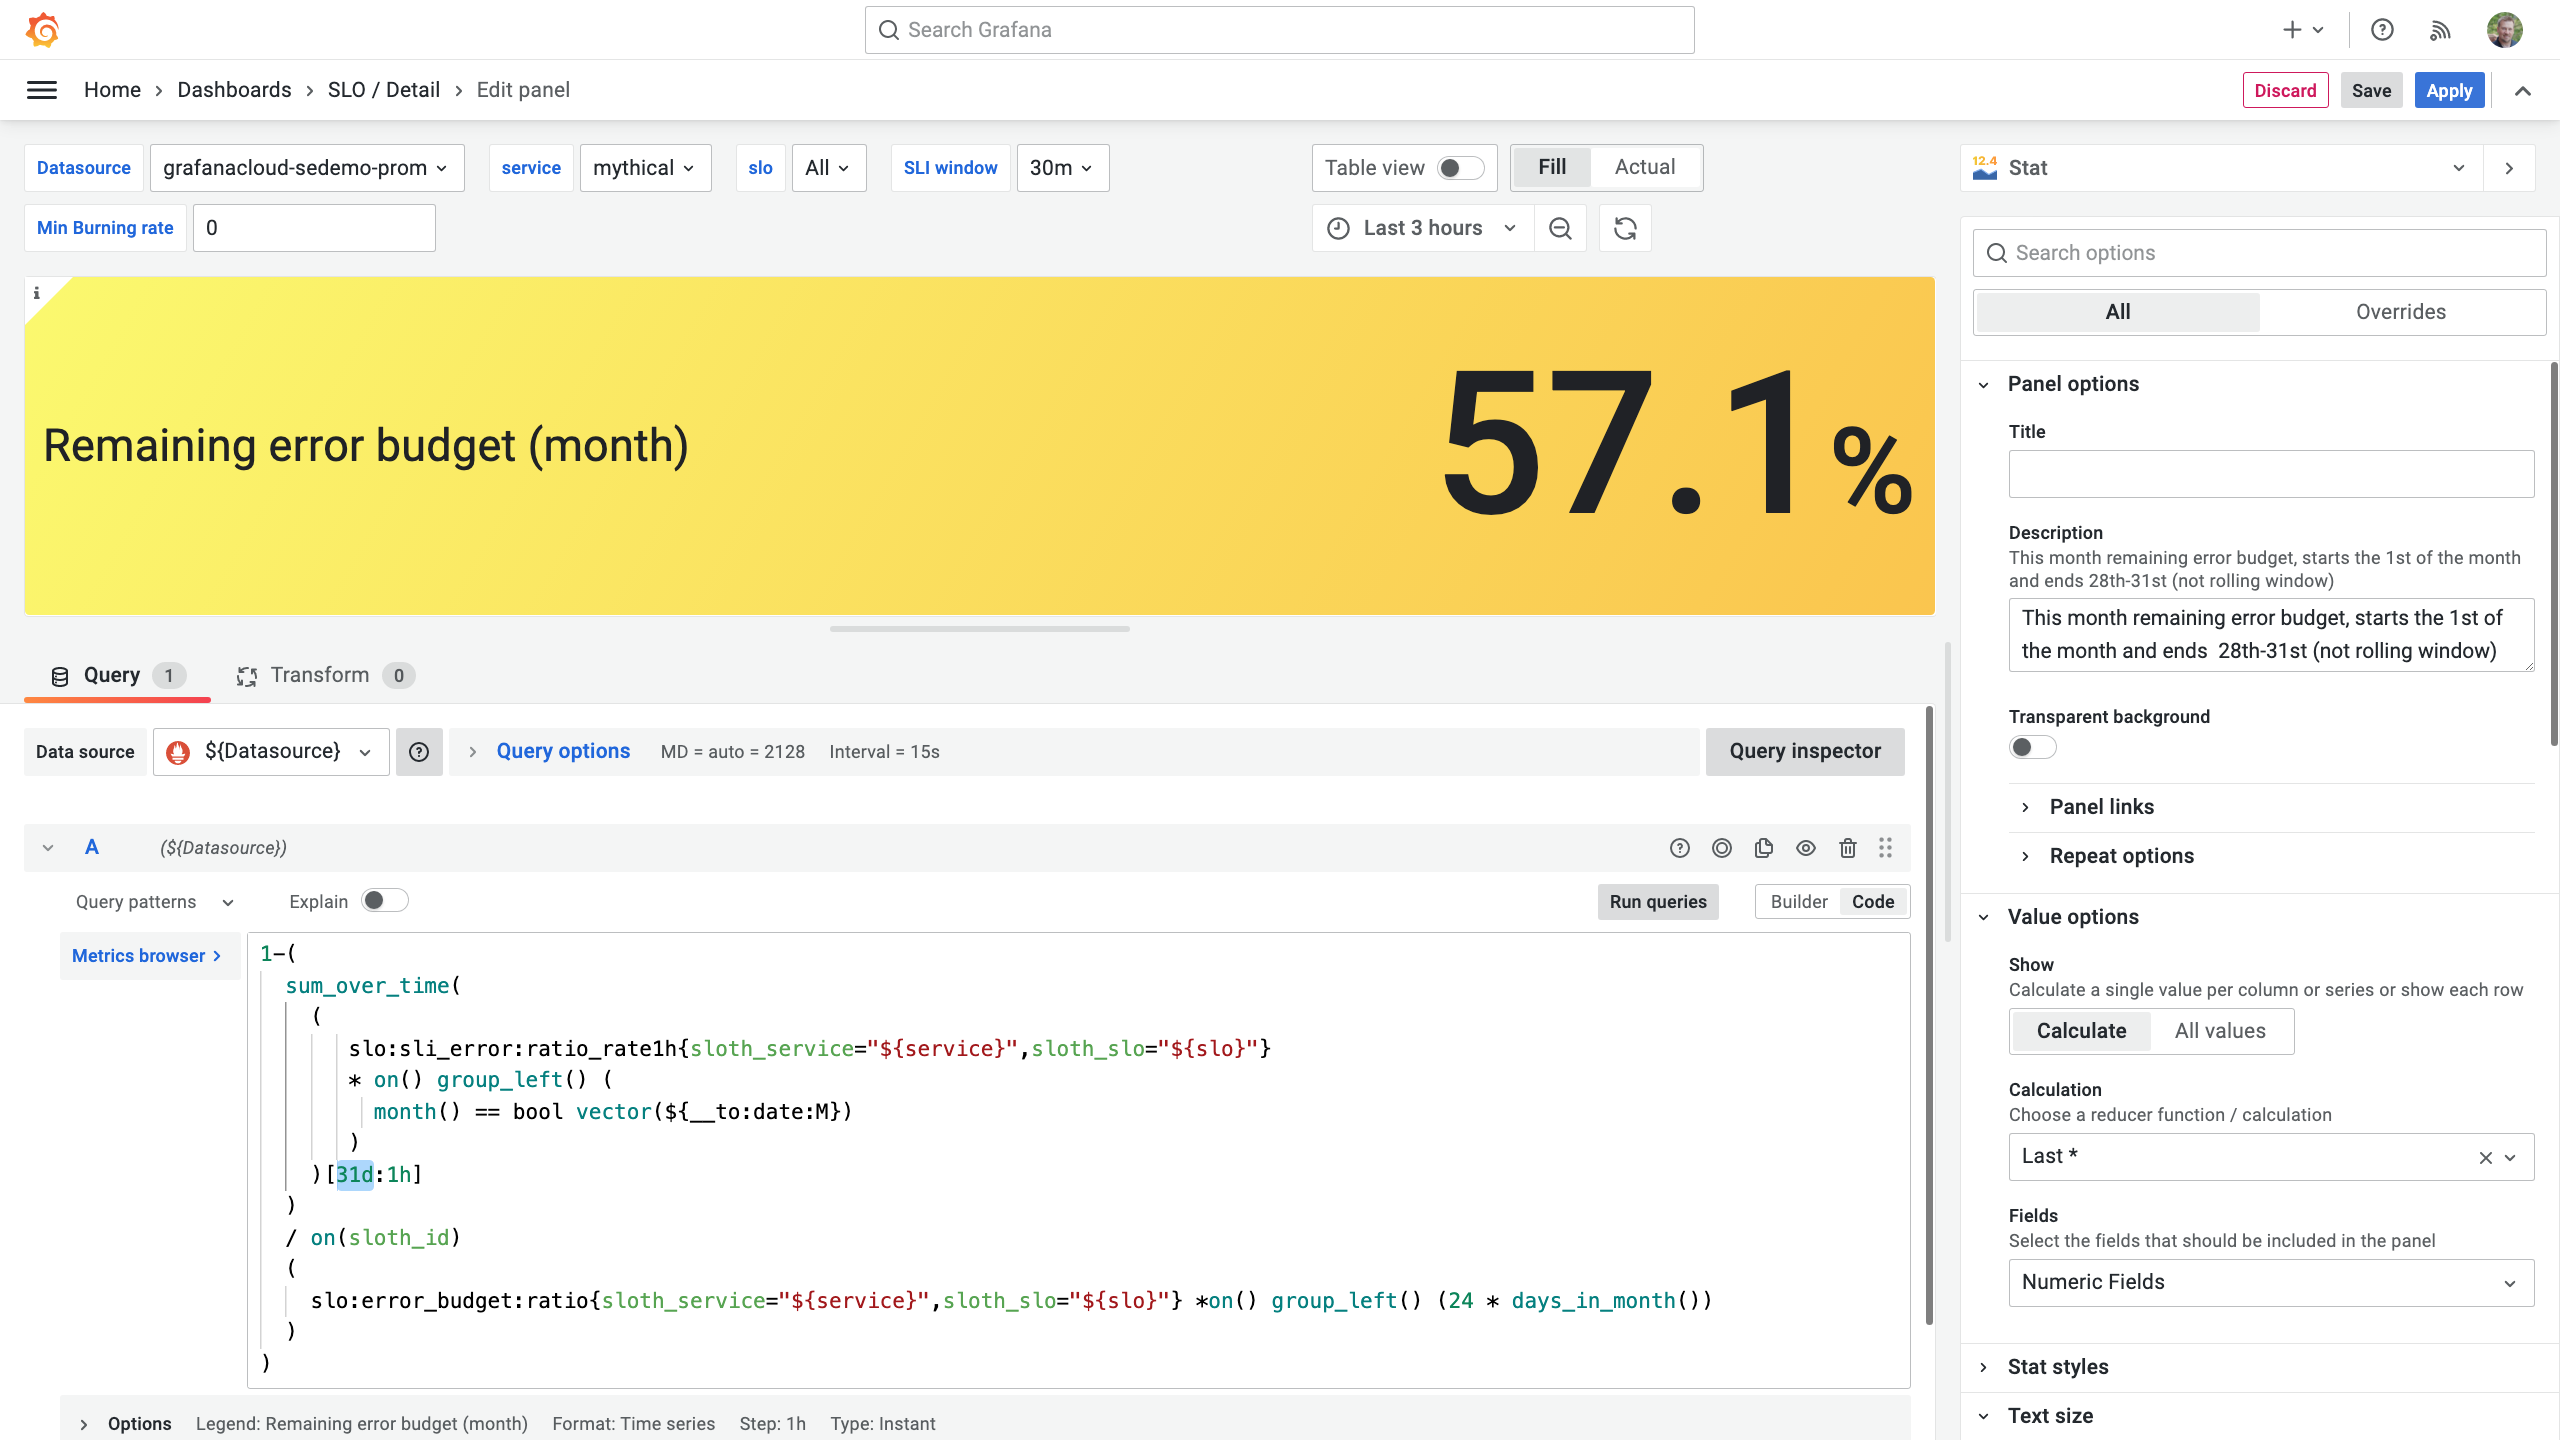 Search Grafana
Home › Dashboards › SLO / Detail › Edit panel
Discard Save Apply
Datasource grafanacloud-sedemo-prom service mythical slo All SLI window 30m
Table view Fill Actual
Min Burning rate 0
Last 3 hours
i
Remaining error budget (month)
57.1%
Query 1 Transform 0
Data source ${Datasource} › Query options MD = auto = 2128 Interval = 15s Query inspector
A (${Datasource})
Query patterns Explain Run queries Builder Code
Metrics browser ›
1-(
sum_over_time(
(
slo:sli_error:ratio_rate1h{sloth_service="${service}",sloth_slo="${slo}"}
* on() group_left() (
month() == bool vector(${__to:date:M})
)
)[31d:1h]
)
/ on(sloth_id)
(
slo:error_budget:ratio{sloth_service="${service}",sloth_slo="${slo}"} *on() group_left() (24 * days_in_month())
)
)
› Options Legend: Remaining error budget (month) Format: Time series Step: 1h Type: Instant
12.4 Stat
Search options
All Overrides
Panel options
Title
Description
This month remaining error budget, starts the 1st of the month
and ends 28th-31st (not rolling window)
This month remaining error budget, starts the 1st of
the month and ends  28th-31st (not rolling window)
Transparent background
Panel links
Repeat options
Value options
Show
Calculate a single value per column or series or show each row
Calculate All values
Calculation
Choose a reducer function / calculation
Last *
Fields
Select the fields that should be included in the panel
Numeric Fields
Stat styles
Text size